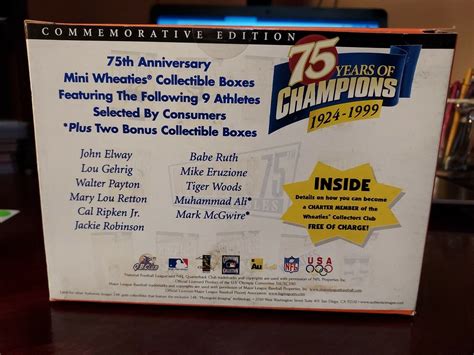 COMMEMORATIVE EDITION
75th Anniversary
Mini Wheaties® Collectible Boxes
Featuring The Following 9 Athletes
Selected By Consumers
*Plus Two Bonus Collectible Boxes
75 YEARS OF
CHAMPIONS
1924-1999
John Elway
Lou Gehrig
Walter Payton
Mary Lou Retton
Cal Ripken Jr.
Jackie Robinson
Babe Ruth
Mike Eruzione
Tiger Woods
Muhammad Ali*
Mark McGwire*
INSIDE
Details on how you can become
a CHARTER MEMBER of the
Wheaties® Collectors Club
FREE OF CHARGE!
NFL
USA